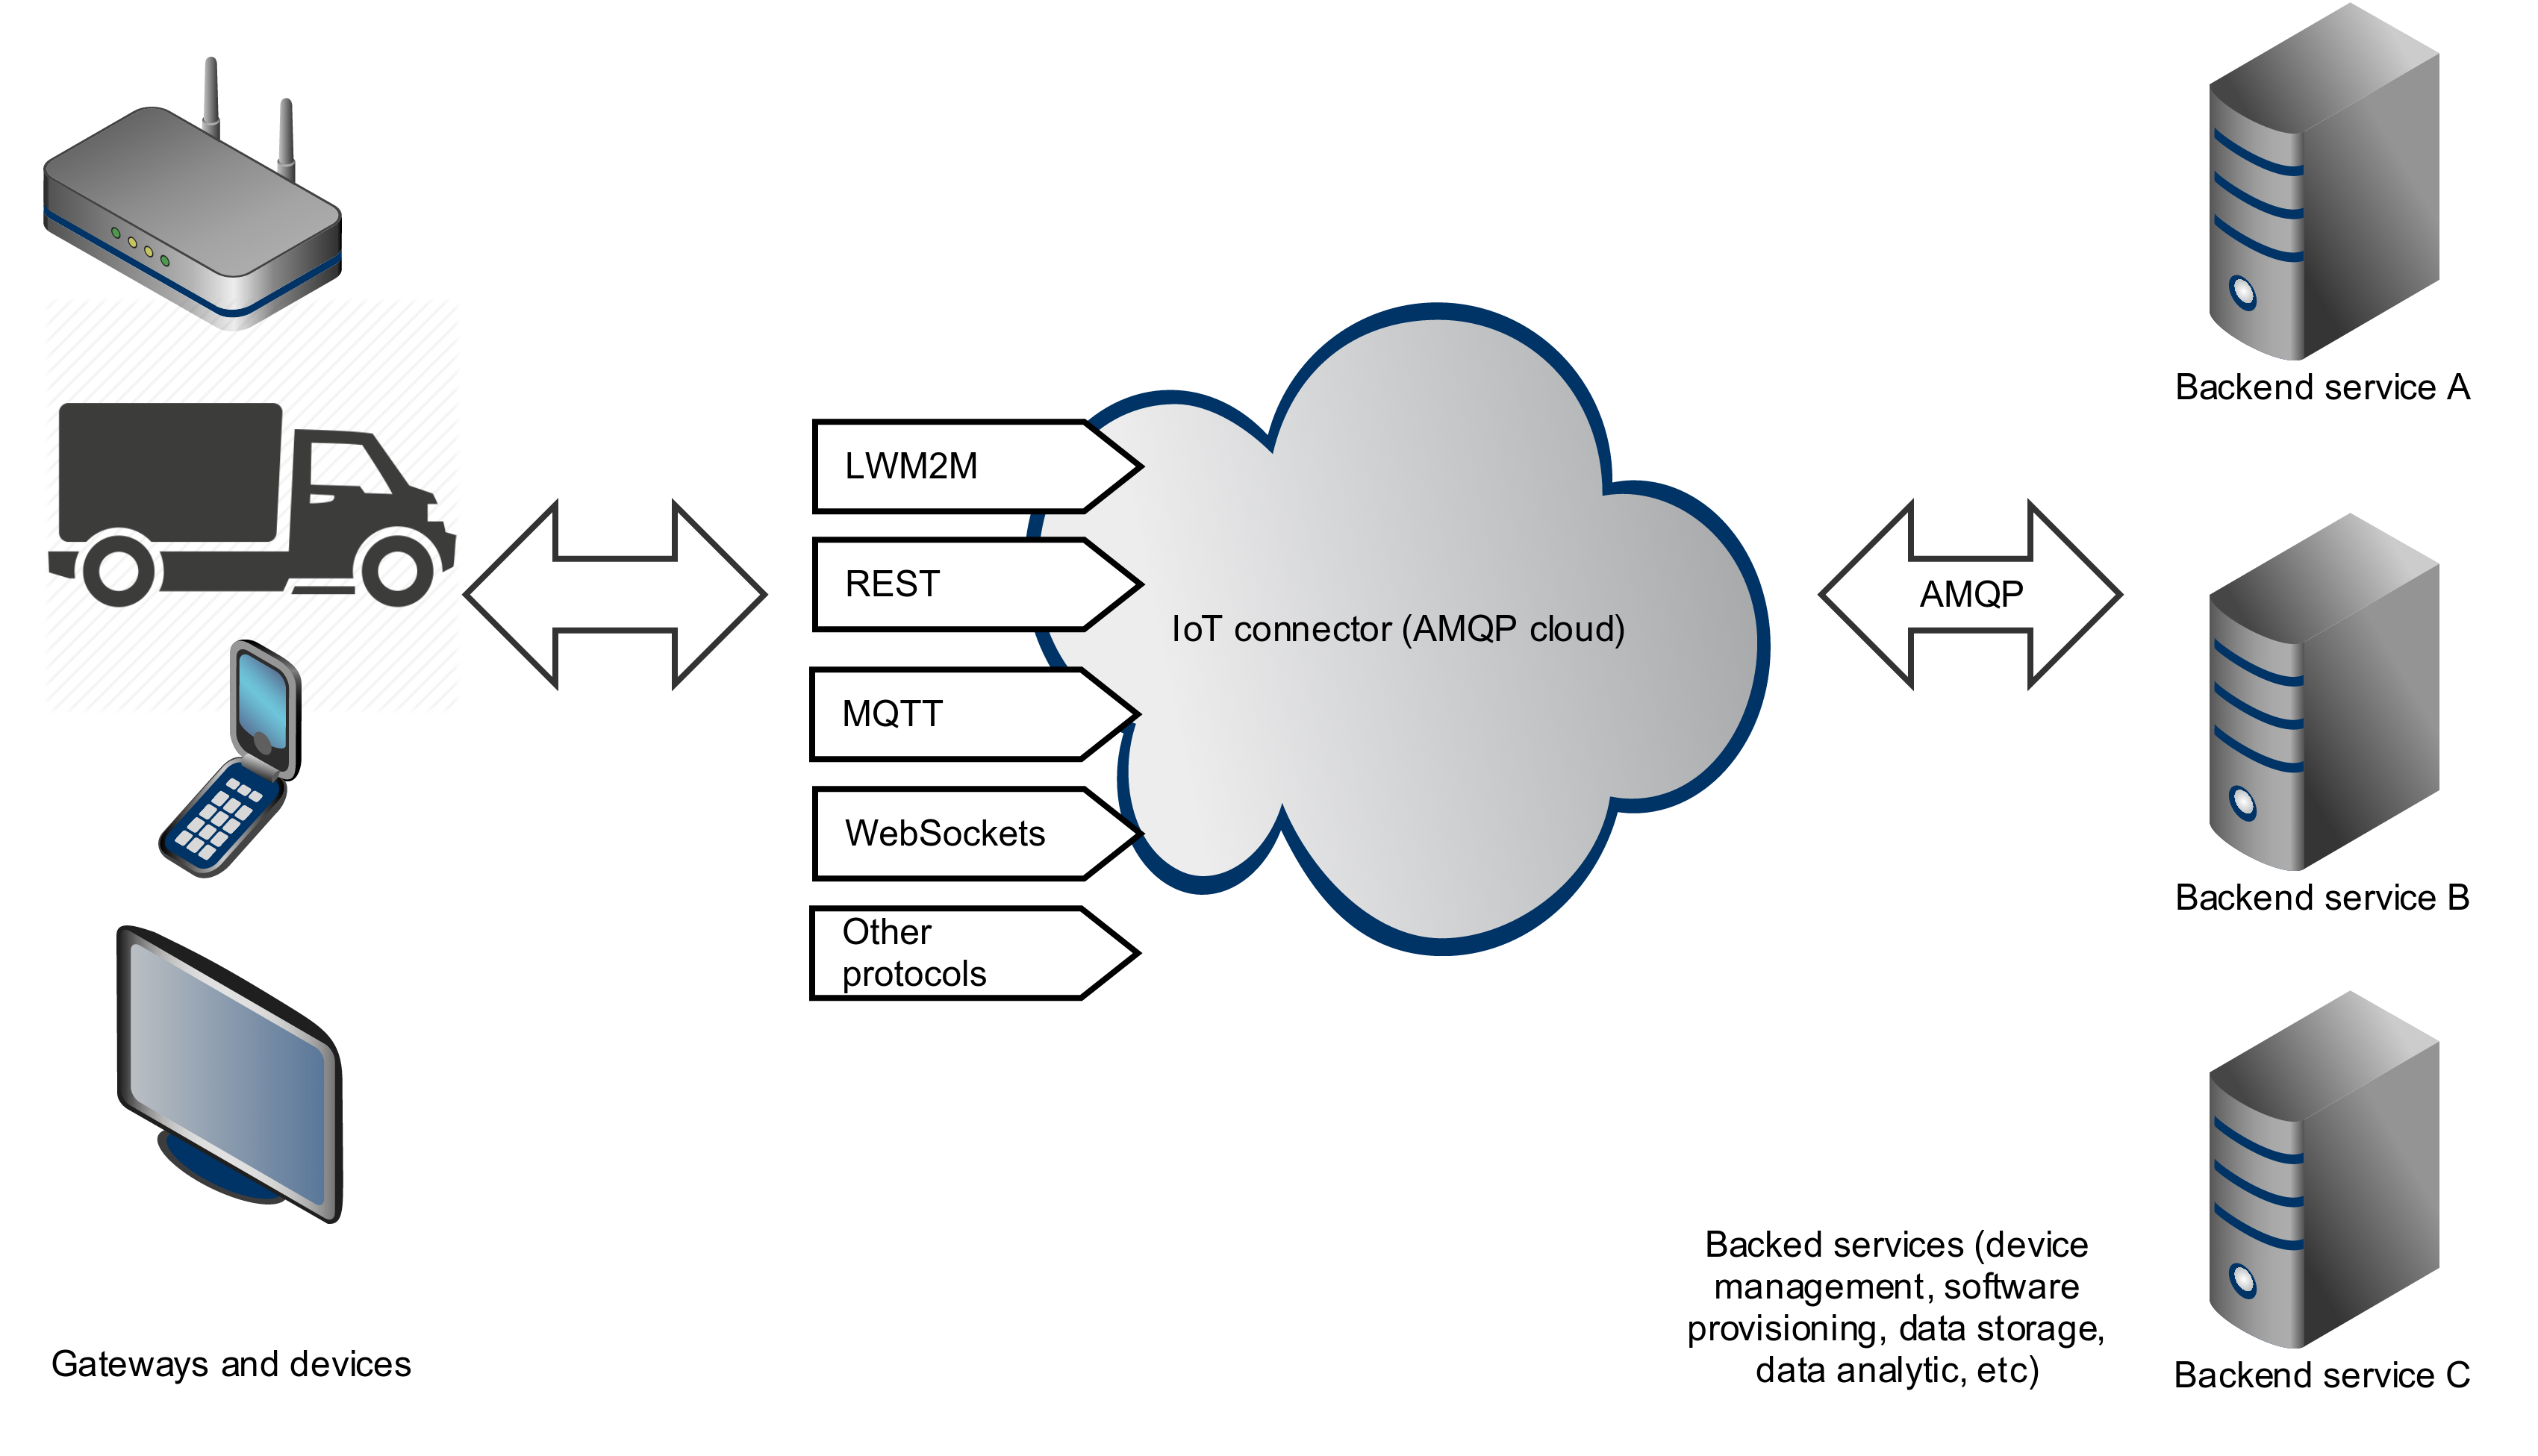 Backend service A
LWM2M
REST
IoT connector (AMQP cloud)
AMQP
MQTT
WebSockets
Other
protocols
Backend service B
Backed services (device
management, software
provisioning, data storage,
data analytic, etc)
Gateways and devices
Backend service C